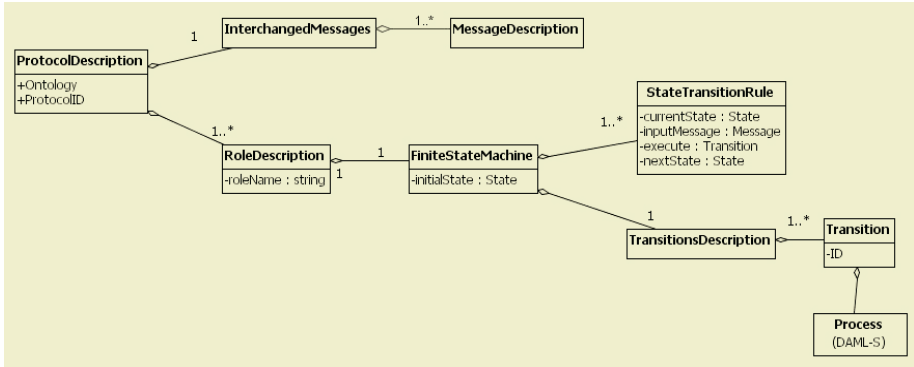 InterchangedMessages
1
1..*
MessageDescription
ProtocolDescription
+Ontology
+ProtocolID
1..*
RoleDescription
-roleName : string
1
1
FiniteStateMachine
-initialState : State
1..*
StateTransitionRule
-currentState : State
-inputMessage : Message
-execute : Transition
-nextState : State
1
TransitionsDescription
1..*
Transition
-ID
Process
(DAML-S)